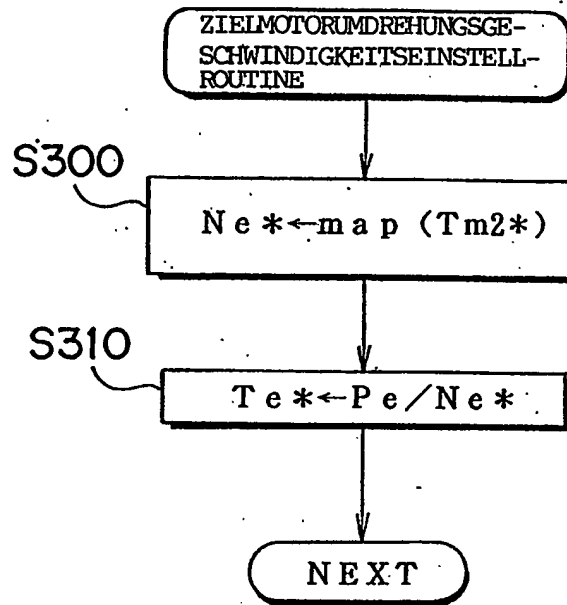 ZIELMOTORUMDREHUNGSGE-
SCHWINDIGKEITSEINSTELL-
ROUTINE
S300
Ne*←map (Tm2*)
S310
Te*←Pe/Ne*
NEXT